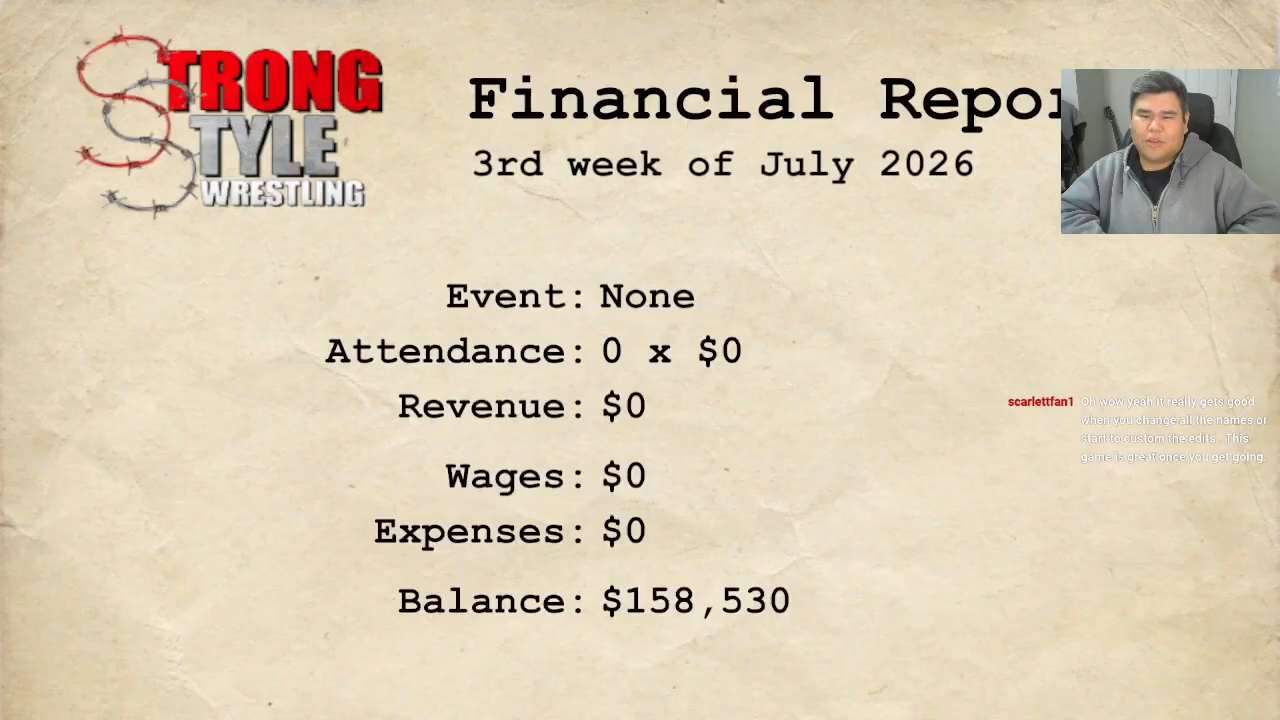 STRONG
STYLE
WRESTLING
Financial Repor
3rd week of July 2026
Event: None
Attendance: 0 x $0
Revenue: $0
Wages: $0
Expenses: $0
Balance: $158,530
scarlettfan1 Oh wow yeah it really gets good
when you change all the names or
start to custom the edits . This
game is great once you get going.